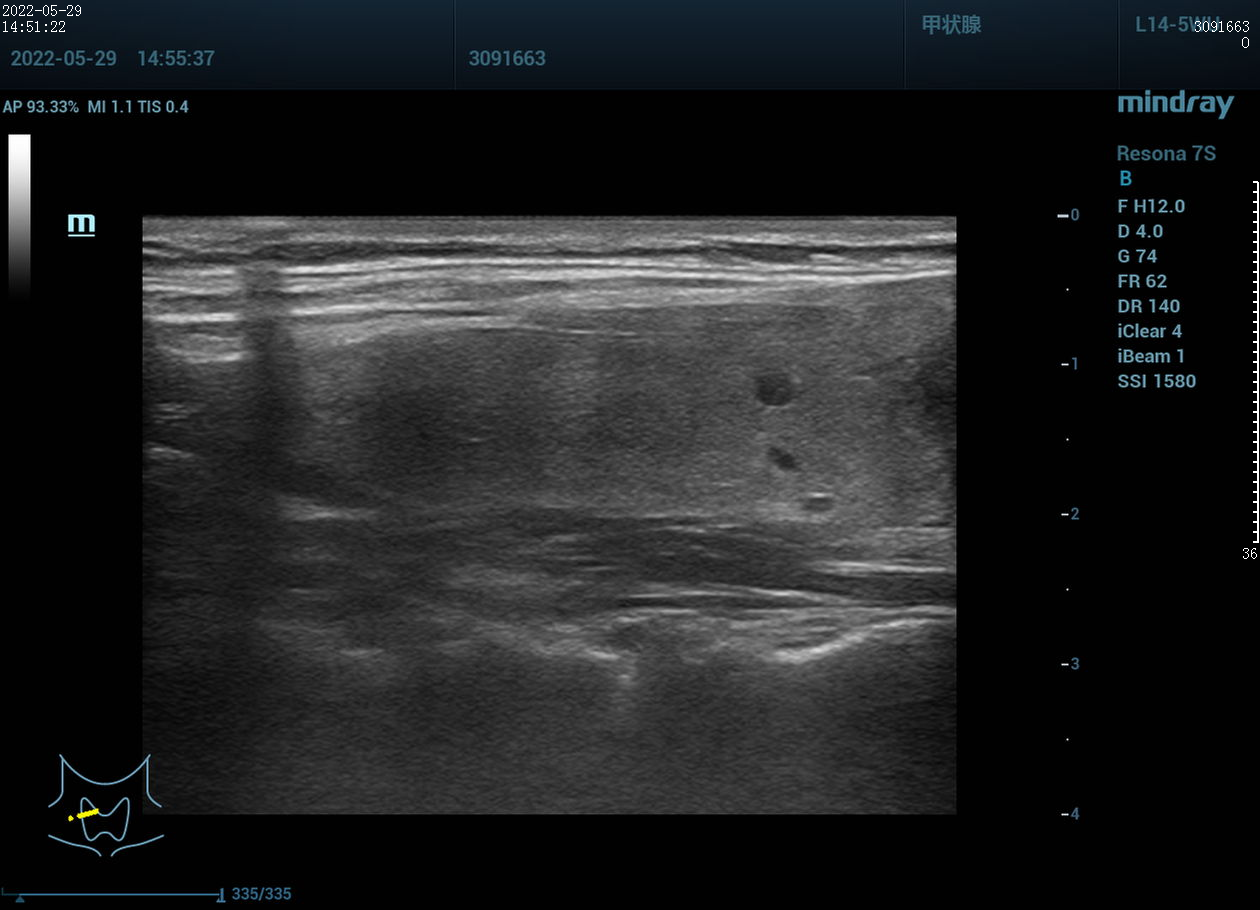 2022-05-29
14:51:22
甲状腺
L14-5WU
3091663
0
2022-05-29 14:55:37
3091663
AP 93.33% MI 1.1 TIS 0.4
mindray
Resona 7S
B
F H12.0
D 4.0
G 74
FR 62
DR 140
iClear 4
iBeam 1
SSI 1580
m
0
1
2
3
4
36
335/335